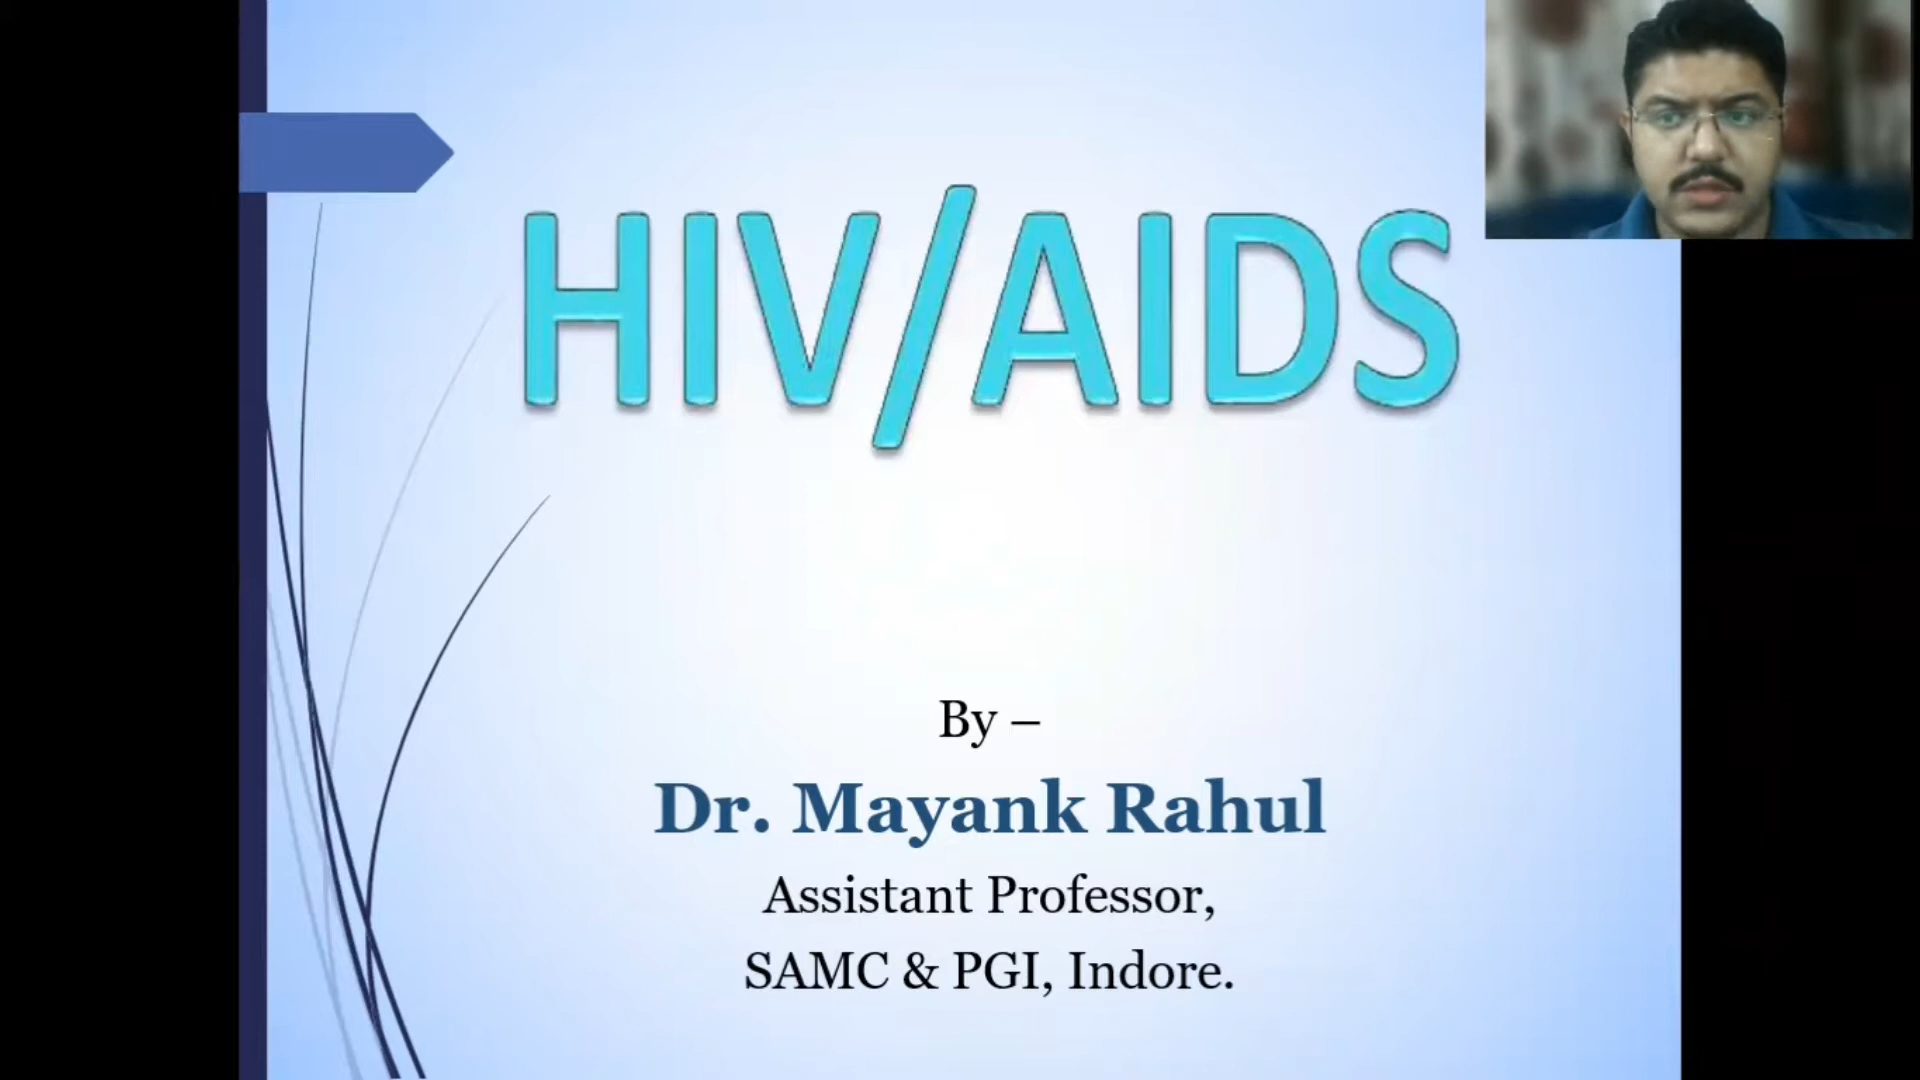 HIV/AIDS
By –
Dr. Mayank Rahul
Assistant Professor,
SAMC & PGI, Indore.